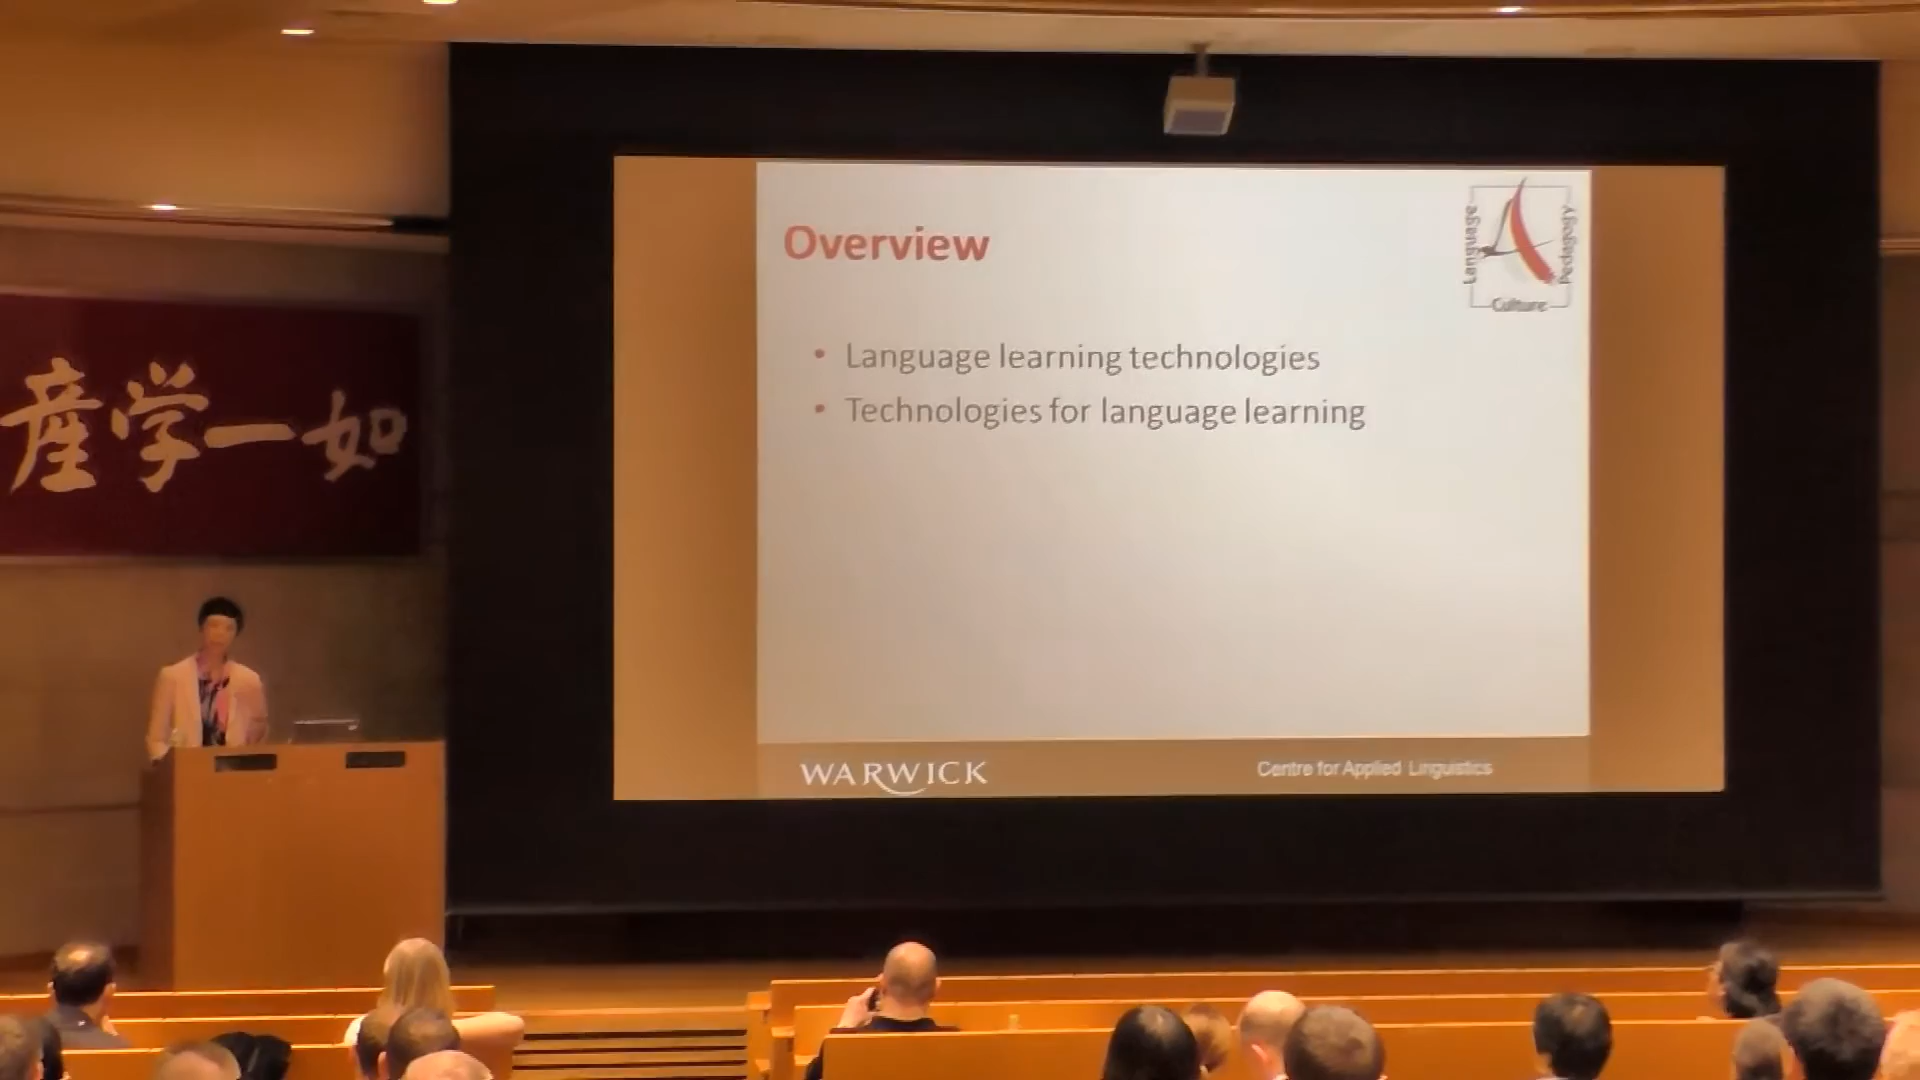 Overview
Language
Pedagogy
Culture
• Language learning technologies
• Technologies for language learning
WARWICK
Centre for Applied Linguistics
産学一如